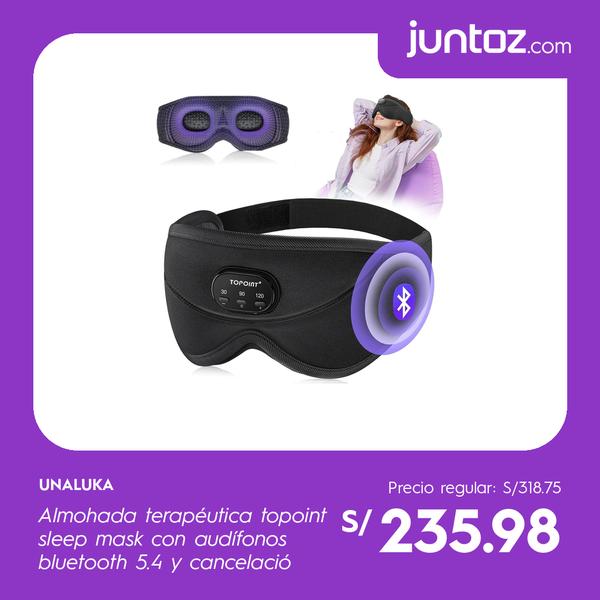 juntoz.com
TOPOINT
30 90 120
UNALUKA
Almohada terapéutica topoint
sleep mask con audífonos
bluetooth 5.4 y cancelació
Precio regular: S/318.75
S/ 235.98